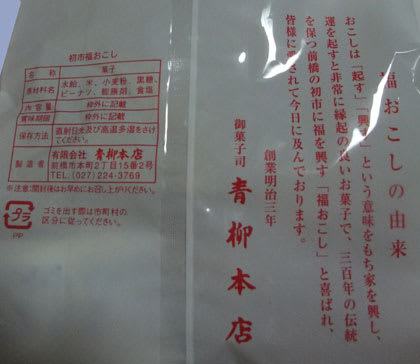 初市福おこし
名称 菓子
原材料名 水飴、米、小麦粉、黒糖、
ピーナツ、膨脹剤、食塩
内容量 枠外に記載
賞味期限 枠外に記載
保存方法 直射日光及び高温多湿をさけ
てください。
製造者 有限会社 青柳本店
前橋市本町2丁目15番2号
TEL.(027)224-3769
※注意:開封後はお早めにお召し上がりください。
プラ
PP
ゴミを出す際は市町村の
区分に従ってください。
福おこしの由来
おこしは「起す」「興す」という意味をもち家を興し、
運を起すと非常に縁起の良いお菓子で、三百年の伝統
を保つ前橋の初市に福を興す「福おこし」と喜ばれ、
皆様に愛されて今日に及んでおります。
創業明治三年
御菓子司 青柳本店